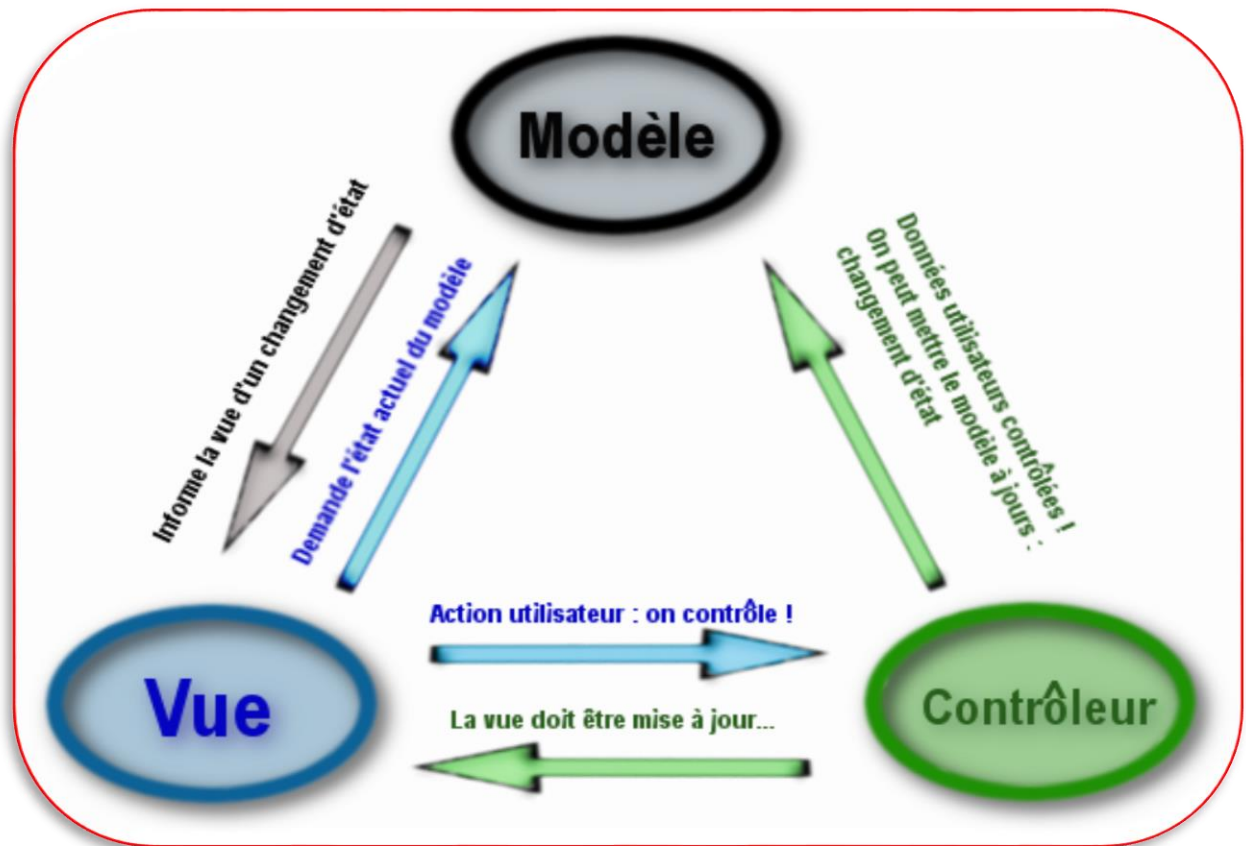 Modèle
Informe la vue d'un changement d'état
Demande l'état actuel du modèle
Données utilisateurs contrôlées !
On peut mettre le modèle à jours :
changement d'état
Action utilisateur : on contrôle !
Vue
La vue doit être mise à jour...
Contrôleur